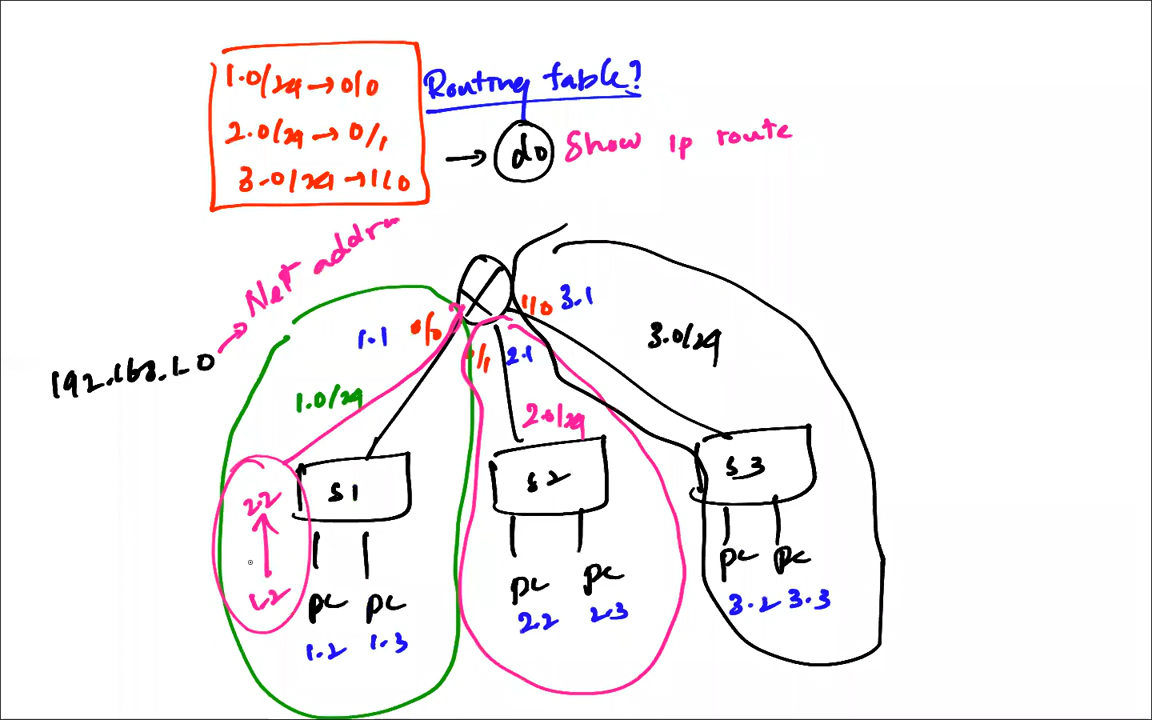 1.0/24 → 0/0
2.0/24 → 0/1
3.0/24 → 1/0
Routing table?
→ do show ip route
Net addre
192.168.1.0
1.1
0/0
0/1
2.1
1/0
3.1
1.0/24
2.0/24
3.0/24
S1
S2
S3
2.2
1.2
PC PC
1.2 1.3
PC PC
2.2 2.3
PC PC
3.2 3.3